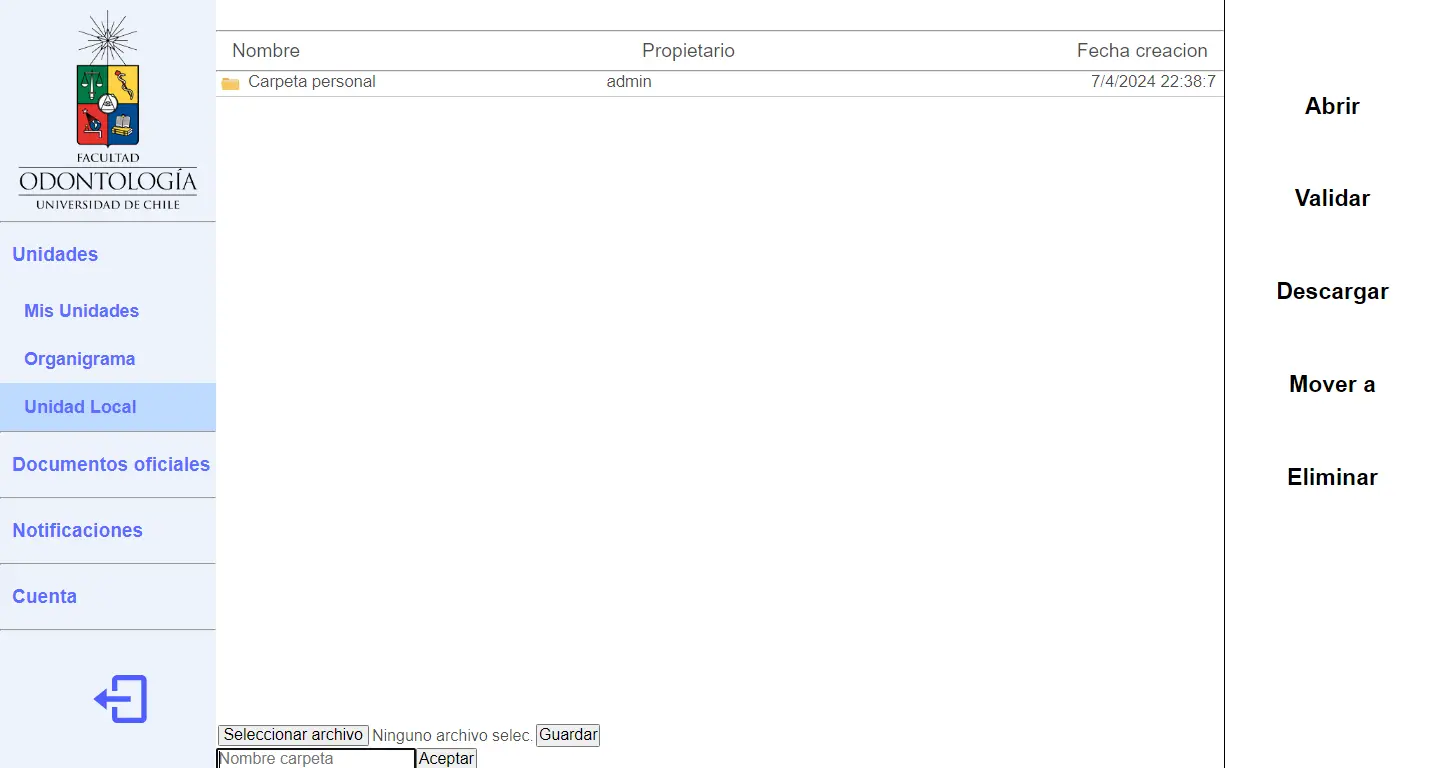 FACULTAD
ODONTOLOGÍA
UNIVERSIDAD DE CHILE
Unidades
Mis Unidades
Organigrama
Unidad Local
Documentos oficiales
Notificaciones
Cuenta
Nombre Propietario Fecha creacion
Carpeta personal admin 7/4/2024 22:38:7
Seleccionar archivo Ninguno archivo selec. Guardar
Nombre carpeta Aceptar
Abrir
Validar
Descargar
Mover a
Eliminar